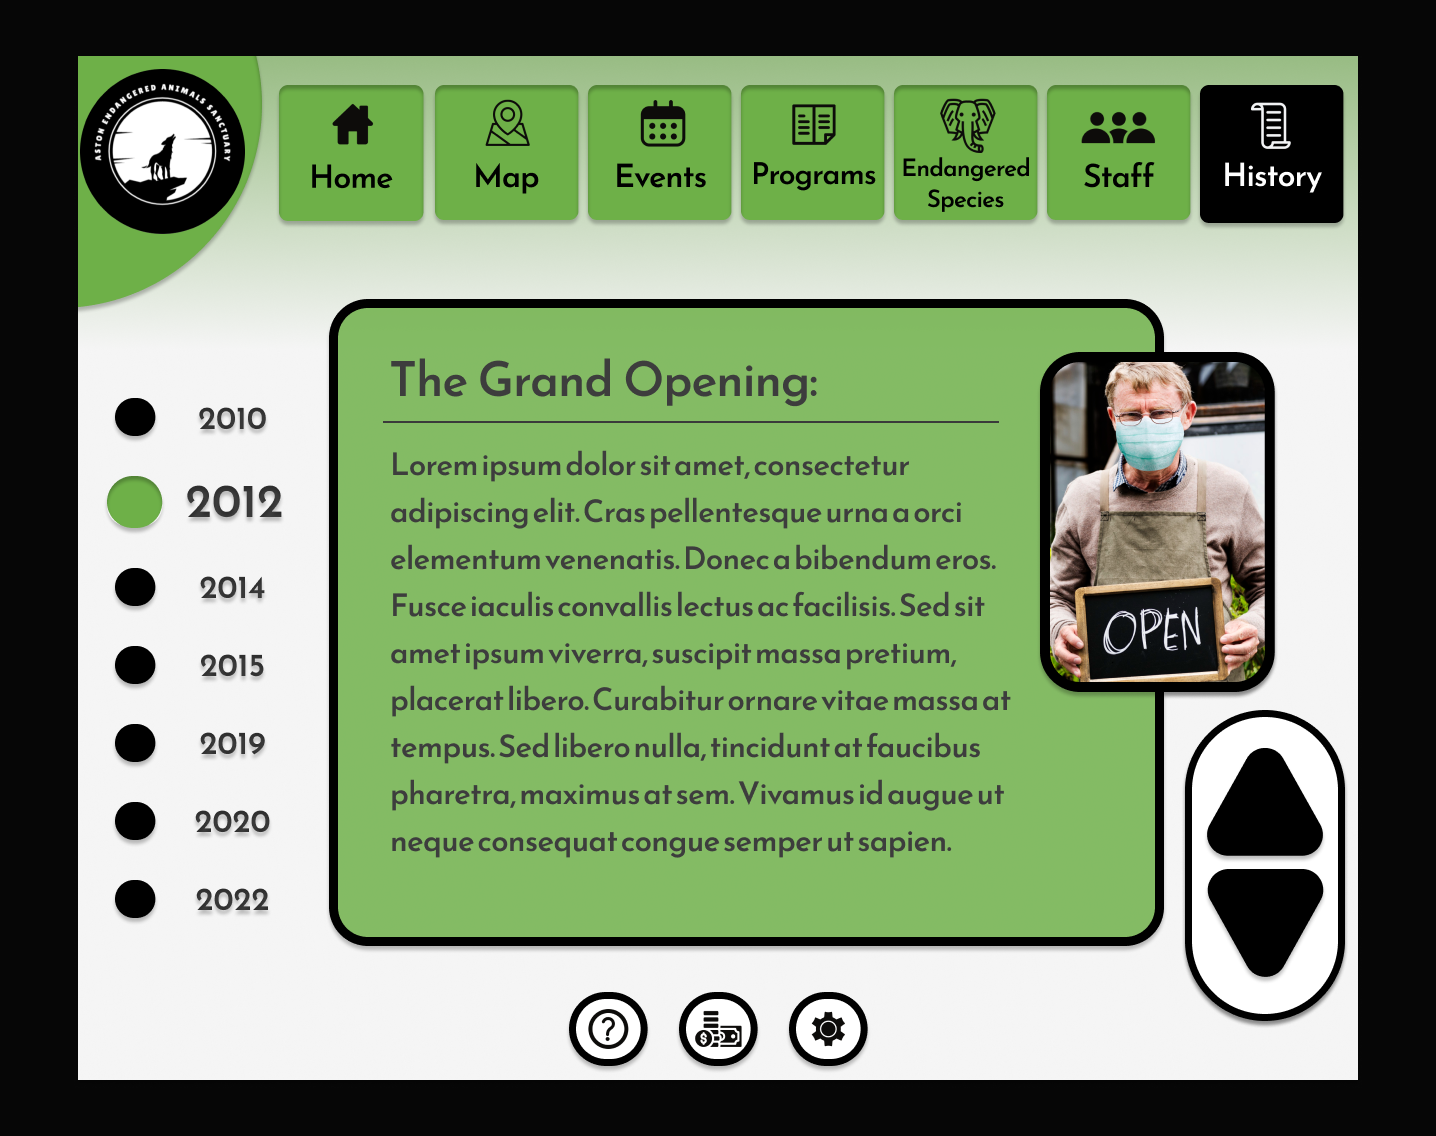 ASTON ENDANGERED ANIMALS SANCTUARY
Home
Map
Events
Programs
Endangered
Species
Staff
History
2010
2012
2014
2015
2019
2020
2022
The Grand Opening:
Lorem ipsum dolor sit amet, consectetur
adipiscing elit. Cras pellentesque urna a orci
elementum venenatis. Donec a bibendum eros.
Fusce iaculis convallis lectus ac facilisis. Sed sit
amet ipsum viverra, suscipit massa pretium,
placerat libero. Curabitur ornare vitae massa at
tempus. Sed libero nulla, tincidunt at faucibus
pharetra, maximus at sem. Vivamus id augue ut
neque consequat congue semper ut sapien.
OPEN
?
$